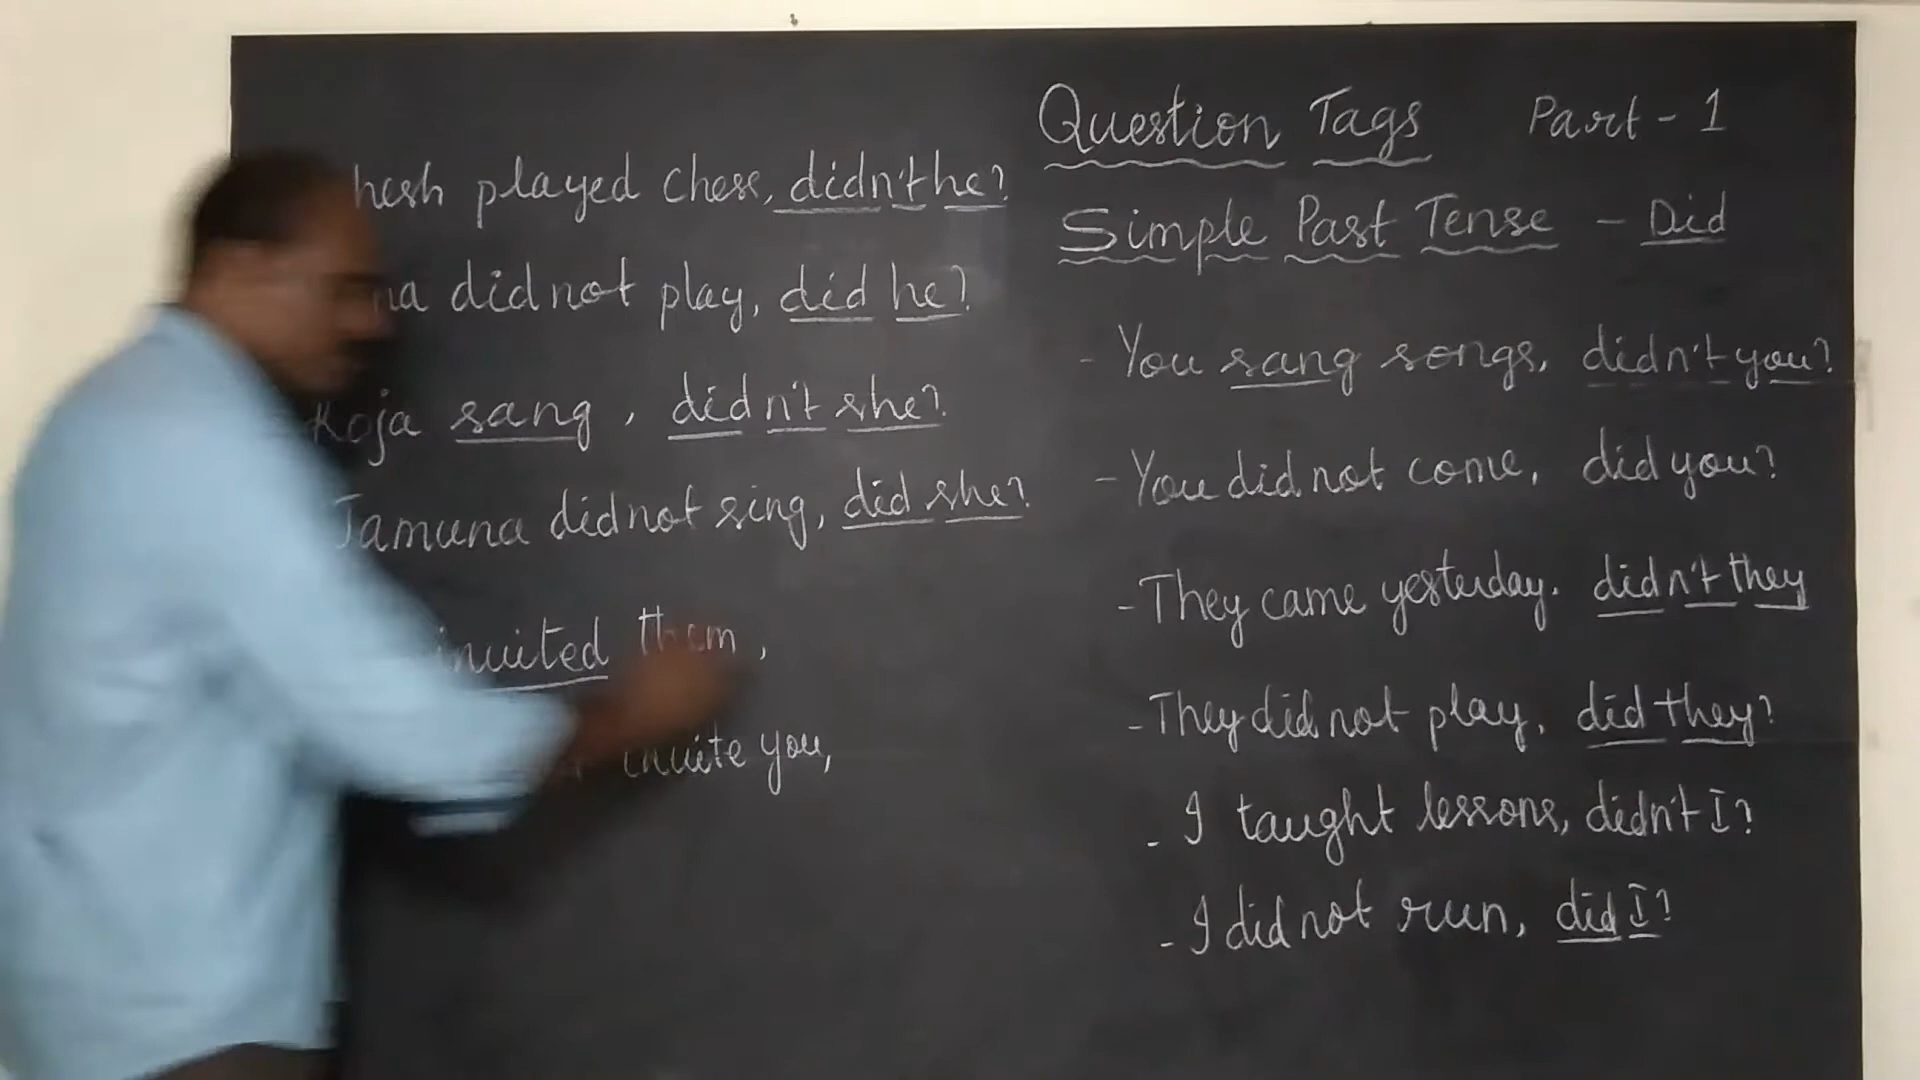 Question Tags Part - 1
Simple Past Tense - Did
- You sang songs, didn't you?
- You did not come, did you?
- They came yesterday. didn't they
- They did not play, did they?
- I taught lessons, didn't I?
- I did not run, did I?
played chess, didn't he?
did not play, did he?
Roja sang, didn't she?
Jamuna did not sing, did she?
invited them,
invite you,